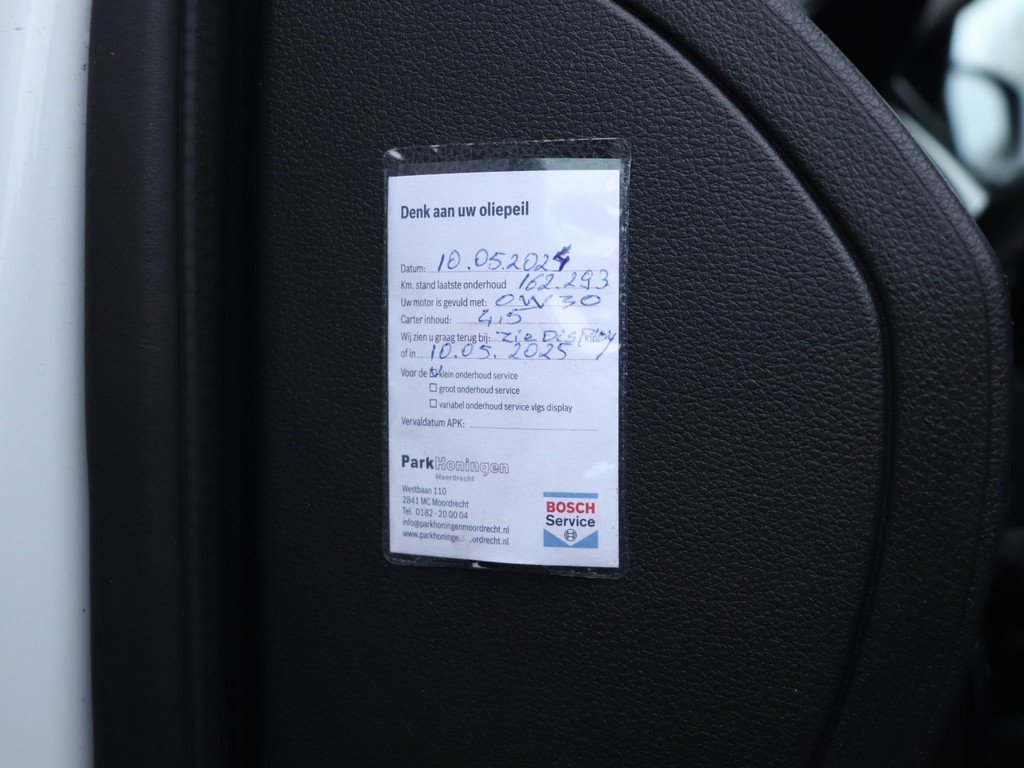 Denk aan uw oliepeil
Datum: 10.05.2024
Km. stand laatste onderhoud 162.293
Uw motor is gevuld met: 0W30
Carter inhoud: 4,5
Wij zien u graag terug bij: zie Display
of in 10.05.2025
Voor de klein onderhoud service
groot onderhoud service
variabel onderhoud service vlgs display
Vervaldatum APK:
ParkHoningen
Moordrecht
Westbaan 110
2841 MC Moordrecht
Tel. 0182 - 20 00 04
info@parkhoningenmoordrecht.nl
BOSCH
Service